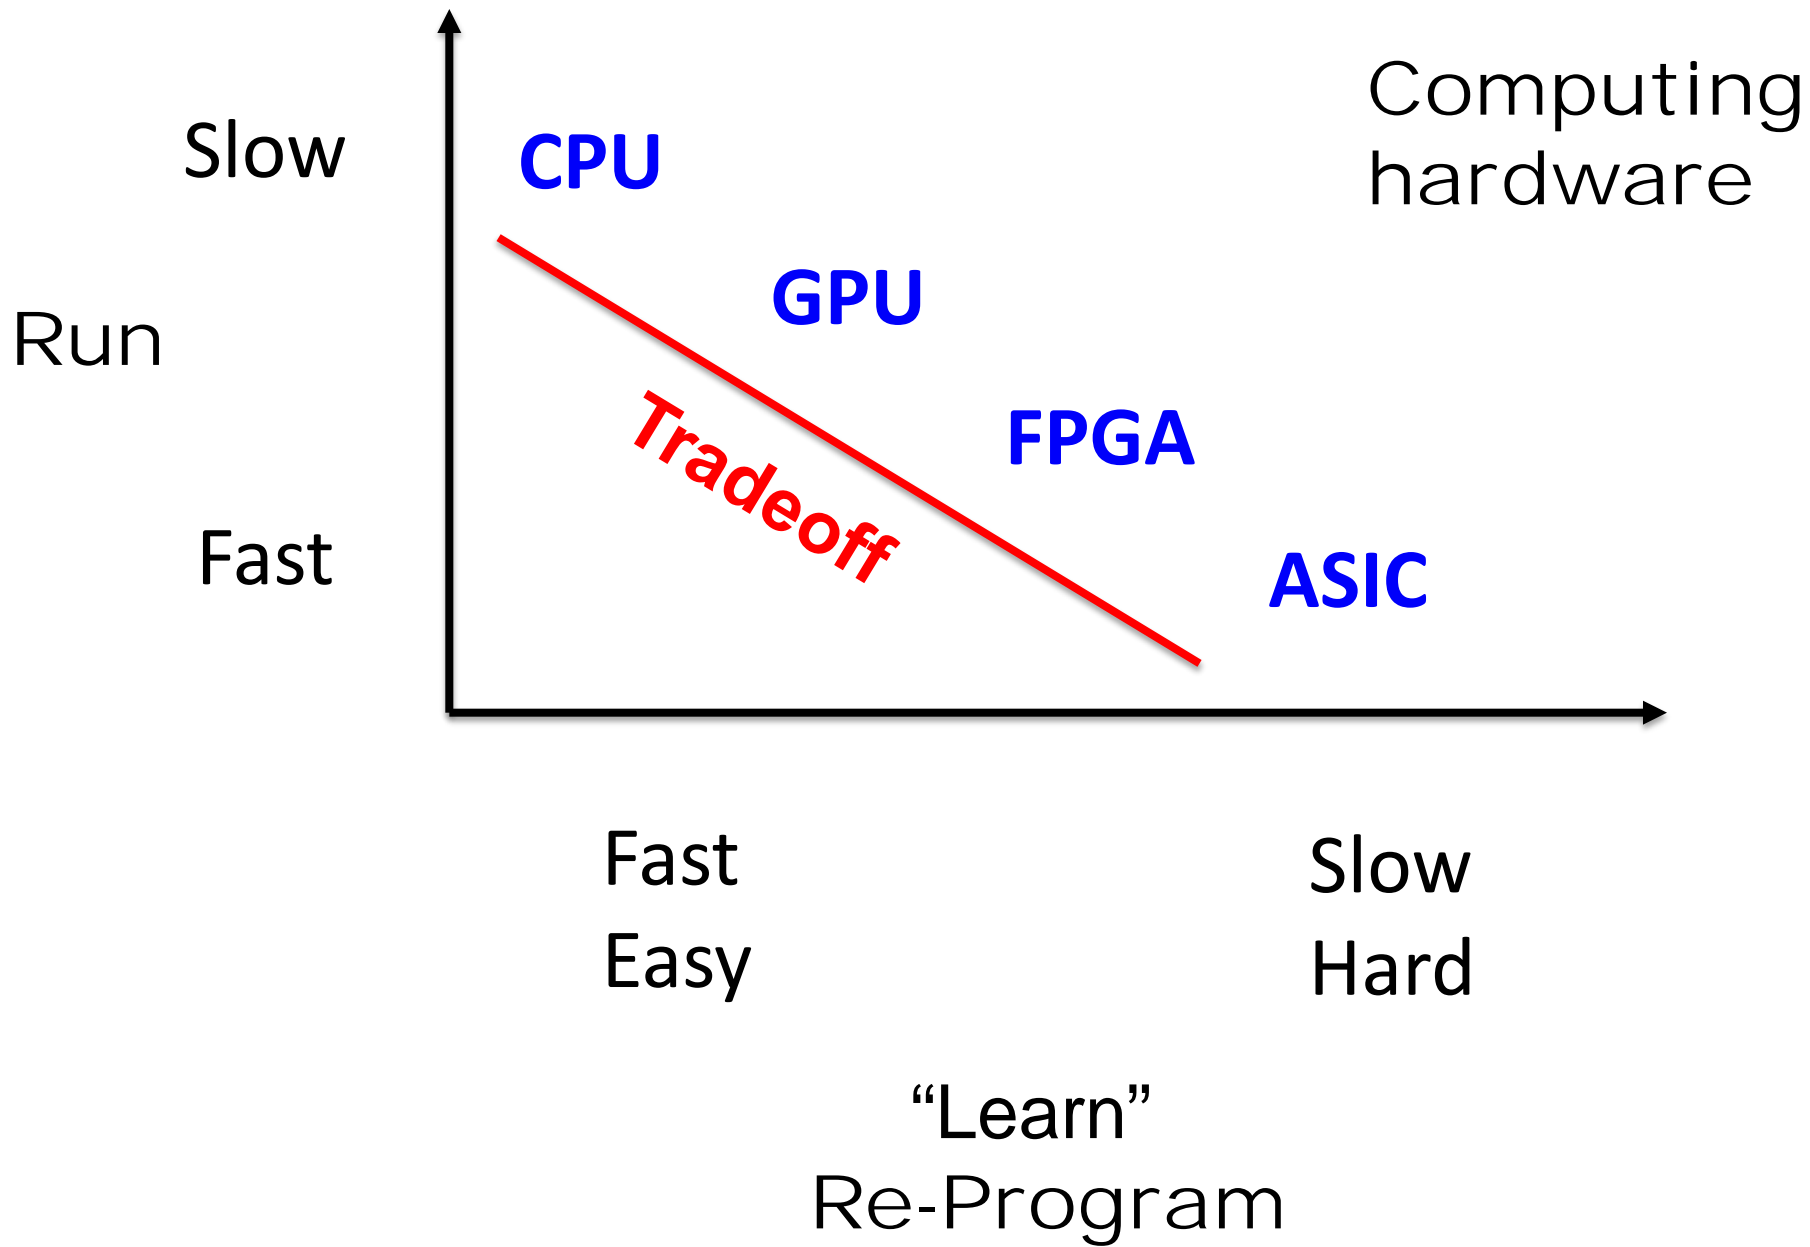 Computing
hardware
Slow
CPU
GPU
Run
Tradeoff
FPGA
Fast
ASIC
Fast
Easy
Slow
Hard
“Learn”
Re-Program